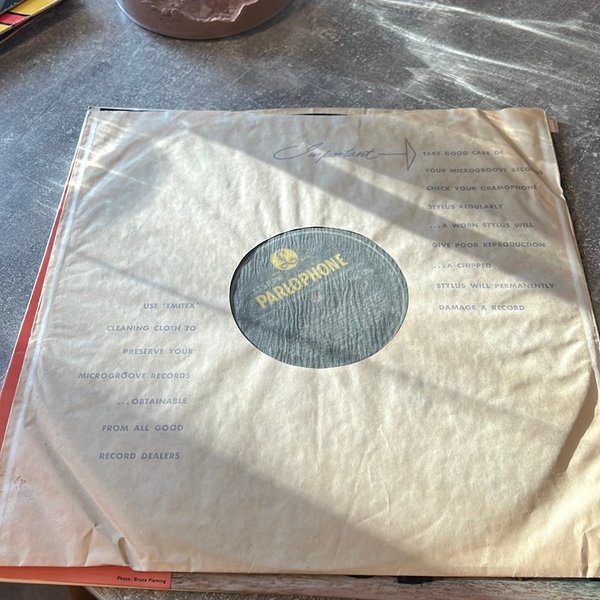 Important
TAKE GOOD CARE OF
YOUR MICROGROOVE RECORDS
CHECK YOUR GRAMOPHONE
STYLUS REGULARLY
...A WORN STYLUS WILL
GIVE POOR REPRODUCTION
...A CHIPPED
STYLUS WILL PERMANENTLY
DAMAGE A RECORD
PARLOPHONE
USE 'EMITEX'
CLEANING CLOTH TO
PRESERVE YOUR
MICROGROOVE RECORDS
...OBTAINABLE
FROM ALL GOOD
RECORD DEALERS
Photo: Bruce Fleming